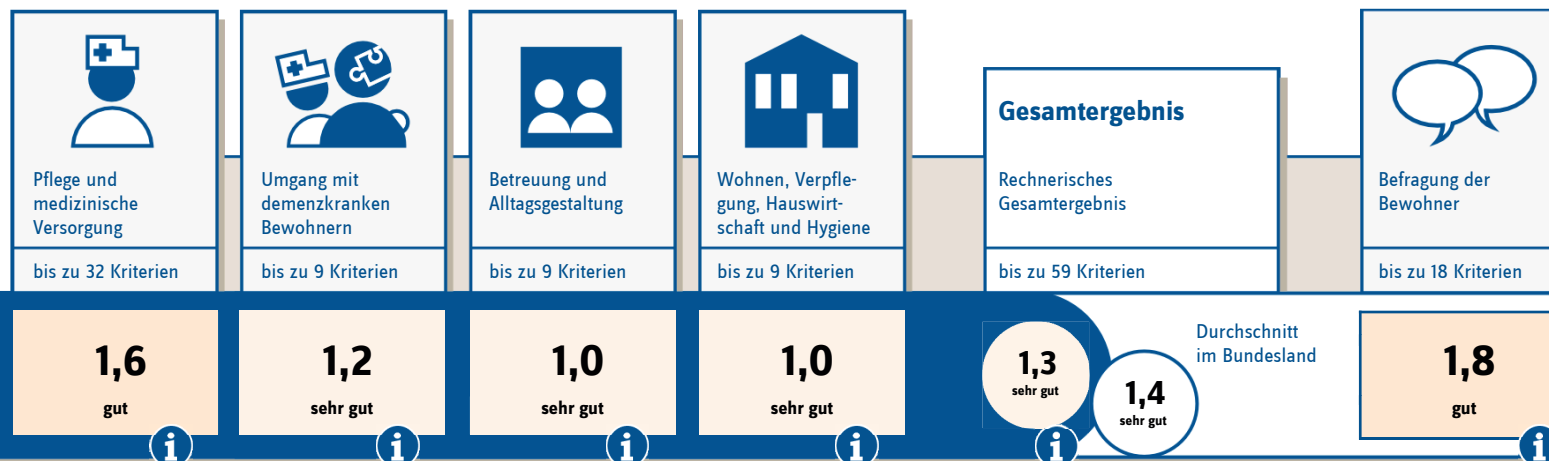 Pflege und
medizinische
Versorgung
bis zu 32 Kriterien
1,6
gut
Umgang mit
demenzkranken
Bewohnern
bis zu 9 Kriterien
1,2
sehr gut
Betreuung und
Alltagsgestaltung
bis zu 9 Kriterien
1,0
sehr gut
Wohnen, Verpfle-
gung, Hauswirt-
schaft und Hygiene
bis zu 9 Kriterien
1,0
sehr gut
Gesamtergebnis
Rechnerisches
Gesamtergebnis
bis zu 59 Kriterien
1,3
sehr gut
Durchschnitt
im Bundesland
1,4
sehr gut
Befragung der
Bewohner
bis zu 18 Kriterien
1,8
gut